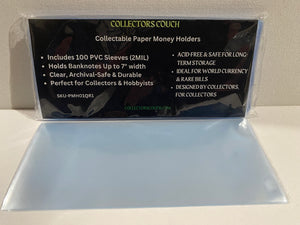 COLLECTORS COUCH
Collectable Paper Money Holders
• Includes 100 PVC Sleeves (2MIL)
• Holds Banknotes Up to 7" width
• Clear, Archival-Safe & Durable
• Perfect for Collectors & Hobbyists
SKU-PMH01QR1
• ACID FREE & SAFE FOR LONG-
TERM STORAGE
• IDEAL FOR WORLD CURRENCY
& RARE BILLS
• DESIGNED BY COLLECTORS,
FOR COLLECTORS
COLLECTORSCOUCH.COM